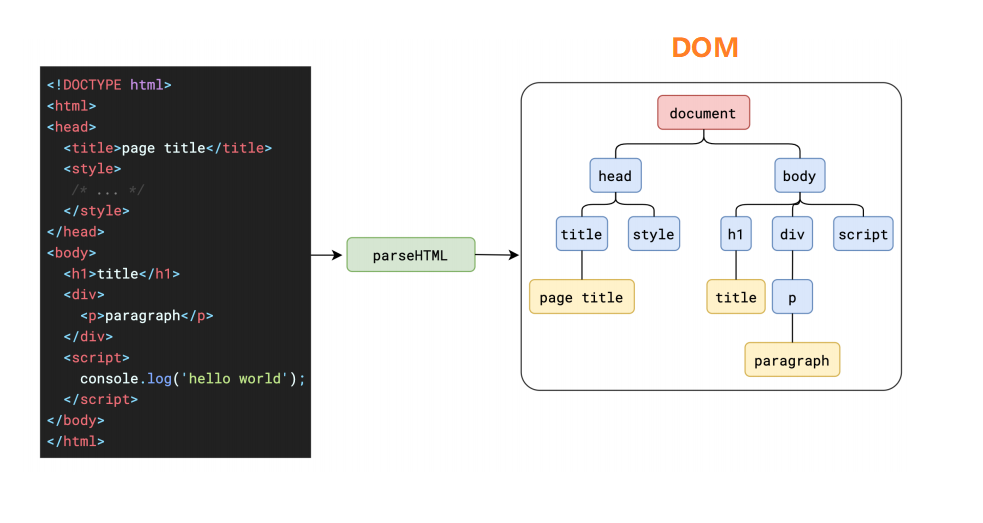 DOM
<!DOCTYPE html>
<html>
<head>
  <title>page title</title>
  <style>
   /* ... */
  </style>
</head>
<body>
  <h1>title</h1>
  <div>
    <p>paragraph</p>
  </div>
  <script>
    console.log('hello world');
  </script>
</body>
</html>
parseHTML
document
head body
title style h1 div script
page title title p
paragraph